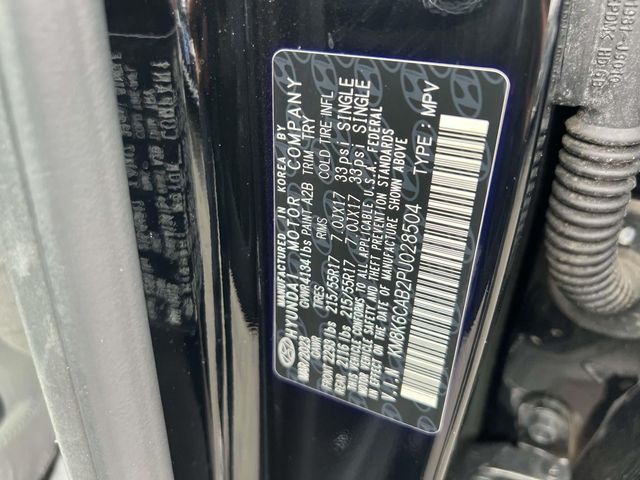 MANUFACTURED IN KOREA BY
HYUNDAI MOTOR COMPANY
GVWR 4134 lbs PAINT A2B TRIM TRY
TIRES RIMS COLD TIRE INFL
FRONT 2293 lbs 215/55R17 7.0JX17 33psi SINGLE
REAR 2116 lbs 215/55R17 7.0JX17 33psi SINGLE
THIS VEHICLE CONFORMS TO ALL APPLICABLE U.S.A. FEDERAL
MOTOR VEHICLE SAFETY AND THEFT PREVENTION STANDARDS
IN EFFECT ON THE DATE OF MANUFACTURE SHOWN ABOVE
V.I.N : KM8K6CAB2PU028504 TYPE : MPV